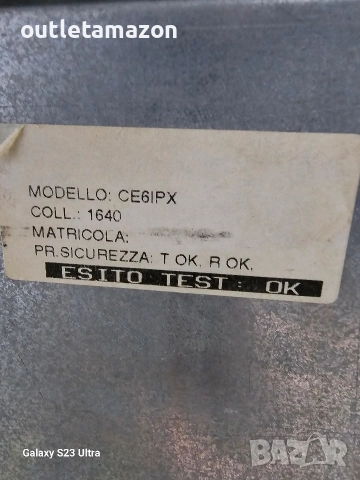 outletamazon
MODELLO: CE6IPX
COLL.: 1640
MATRICOLA:
PR.SICUREZZA: T OK. R OK.
ESITO TEST: OK
Galaxy S23 Ultra
BAZAR